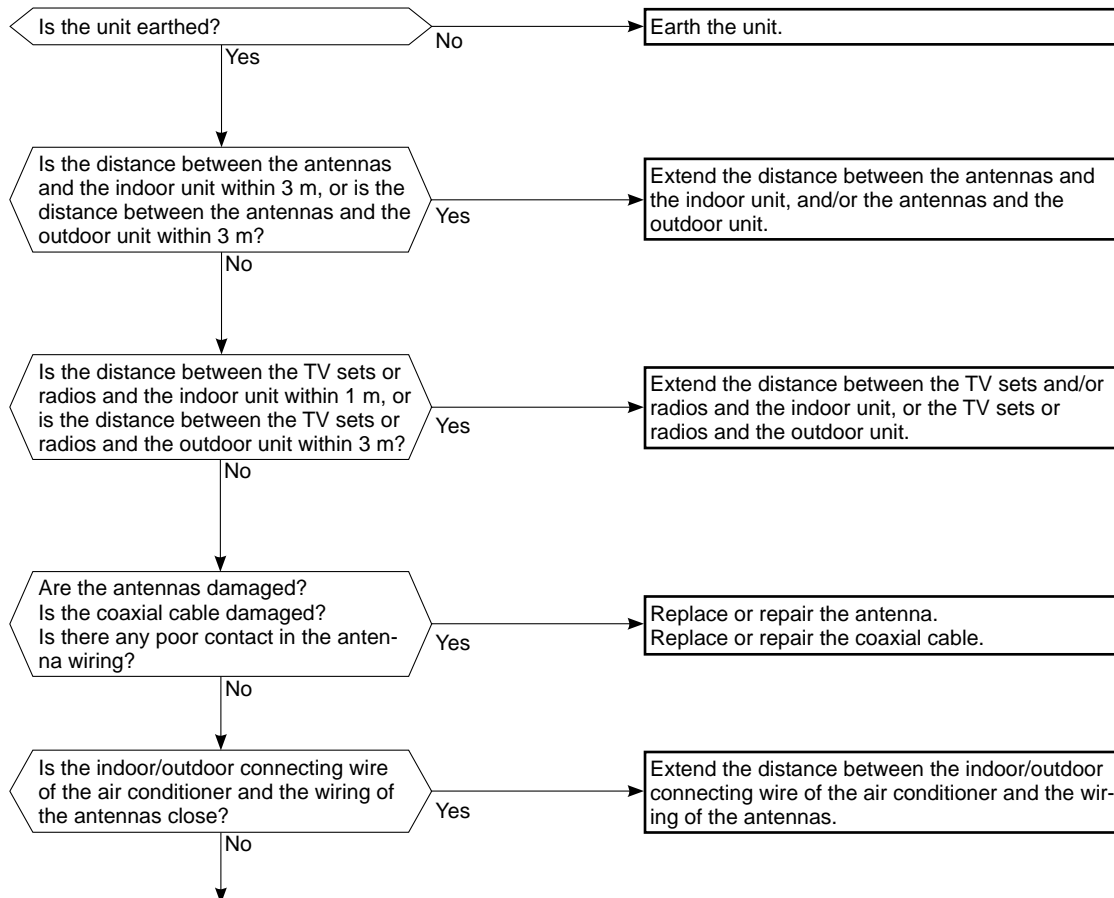 Is the unit earthed?
No
Earth the unit.
Yes
Is the distance between the antennas
and the indoor unit within 3 m, or is the
distance between the antennas and the
outdoor unit within 3 m?
Yes
Extend the distance between the antennas and
the indoor unit, and/or the antennas and the
outdoor unit.
No
Is the distance between the TV sets or
radios and the indoor unit within 1 m, or
is the distance between the TV sets or
radios and the outdoor unit within 3 m?
Yes
Extend the distance between the TV sets and/or
radios and the indoor unit, or the TV sets or
radios and the outdoor unit.
No
Are the antennas damaged?
Is the coaxial cable damaged?
Is there any poor contact in the anten-
na wiring?
Yes
Replace or repair the antenna.
Replace or repair the coaxial cable.
No
Is the indoor/outdoor connecting wire
of the air conditioner and the wiring of
the antennas close?
Yes
Extend the distance between the indoor/outdoor
connecting wire of the air conditioner and the wir-
ing of the antennas.
No